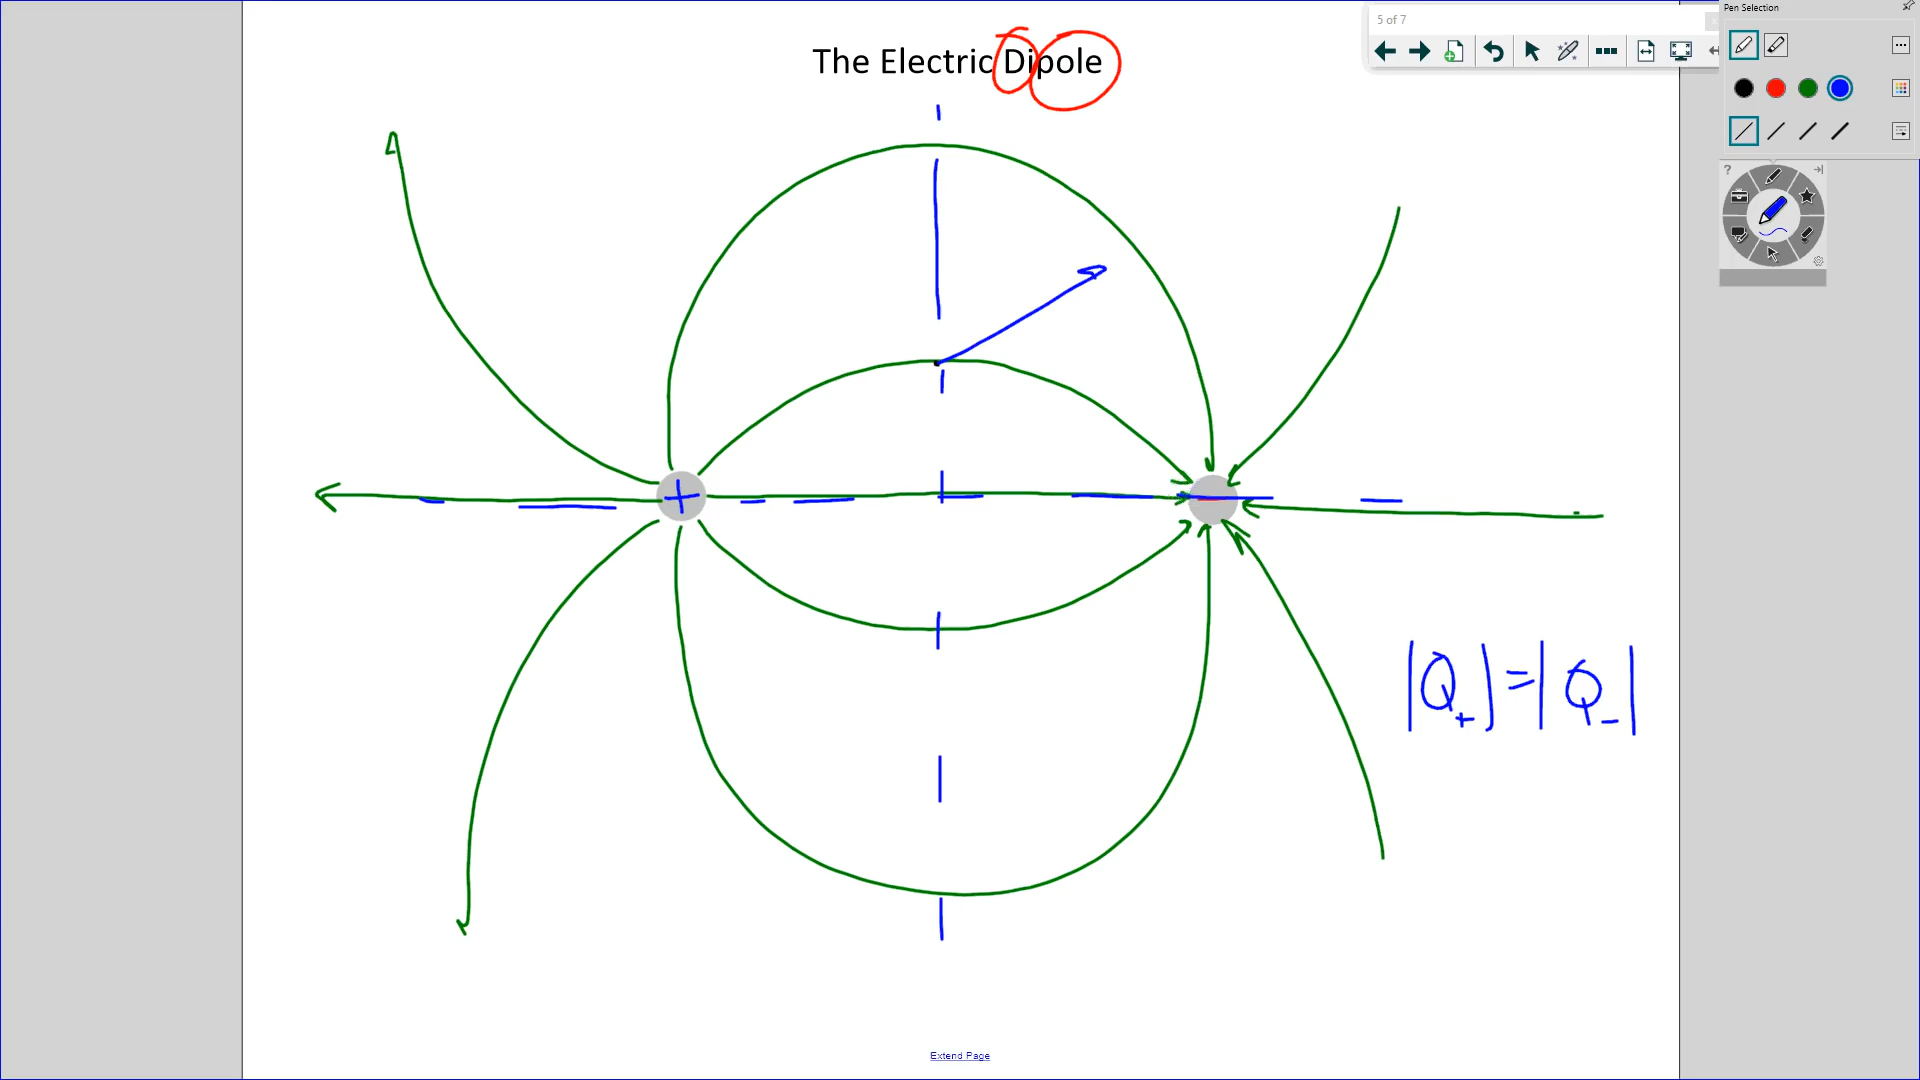 5 of 7
Pen Selection
The Electric Dipole
+
-
|Q+| = |Q-|
Extend Page
?